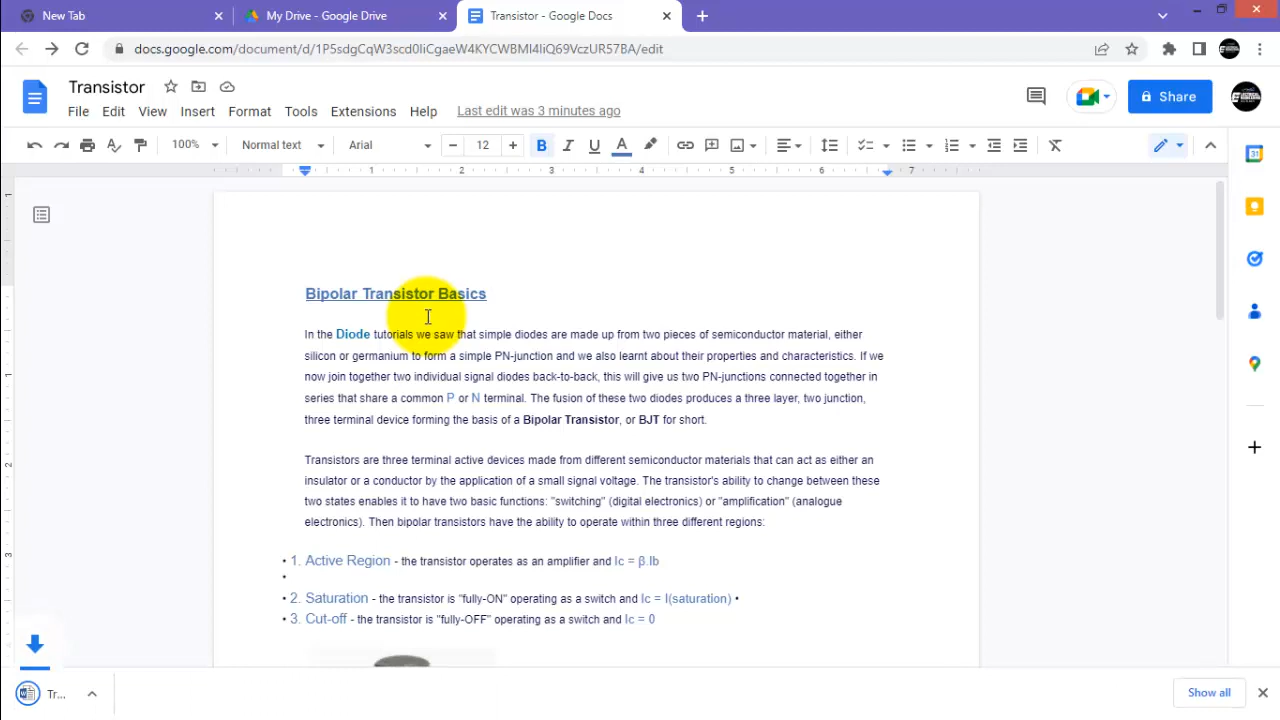 New Tab
My Drive - Google Drive
Transistor - Google Docs
docs.google.com/document/d/1P5sdgCqW3scd0IiCgaeW4KYCWBMI4IiQ69VczUR57BA/edit
Transistor
File Edit View Insert Format Tools Extensions Help Last edit was 3 minutes ago
Share
100% Normal text Arial 12 B I U A
1 2 3 4 5 6 7
Bipolar Transistor Basics
In the Diode tutorials we saw that simple diodes are made up from two pieces of semiconductor material, either
silicon or germanium to form a simple PN-junction and we also learnt about their properties and characteristics. If we
now join together two individual signal diodes back-to-back, this will give us two PN-junctions connected together in
series that share a common P or N terminal. The fusion of these two diodes produces a three layer, two junction,
three terminal device forming the basis of a Bipolar Transistor, or BJT for short.
Transistors are three terminal active devices made from different semiconductor materials that can act as either an
insulator or a conductor by the application of a small signal voltage. The transistor's ability to change between these
two states enables it to have two basic functions: "switching" (digital electronics) or "amplification" (analogue
electronics). Then bipolar transistors have the ability to operate within three different regions:
• 1. Active Region - the transistor operates as an amplifier and Ic = β.Ib
•
• 2. Saturation - the transistor is "fully-ON" operating as a switch and Ic = I(saturation) •
• 3. Cut-off - the transistor is "fully-OFF" operating as a switch and Ic = 0
Tr...
Show all